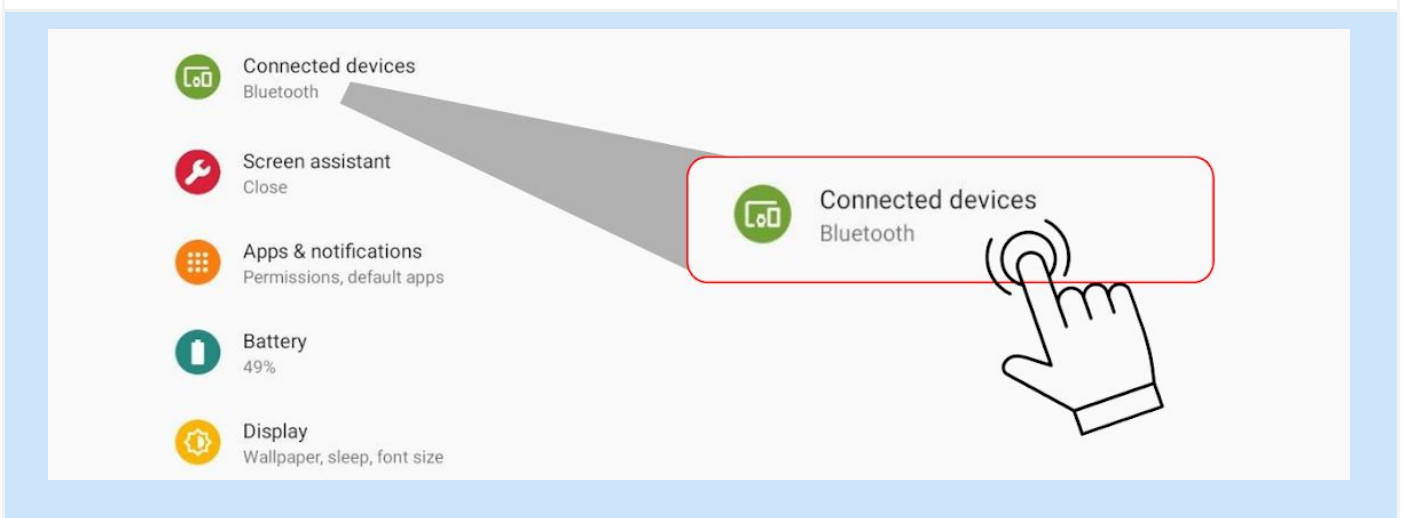 Connected devices
Bluetooth
Screen assistant
Close
Apps & notifications
Permissions, default apps
Battery
49%
Display
Wallpaper, sleep, font size
Connected devices
Bluetooth